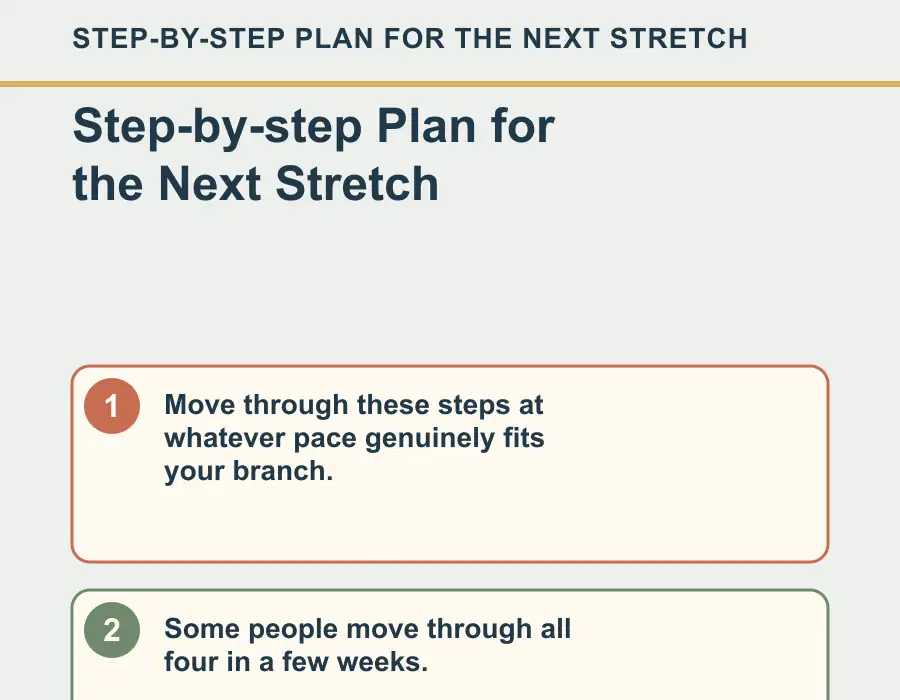 STEP-BY-STEP PLAN FOR THE NEXT STRETCH
Step-by-step Plan for
the Next Stretch
1
Move through these steps at
whatever pace genuinely fits
your branch.
2
Some people move through all
four in a few weeks.